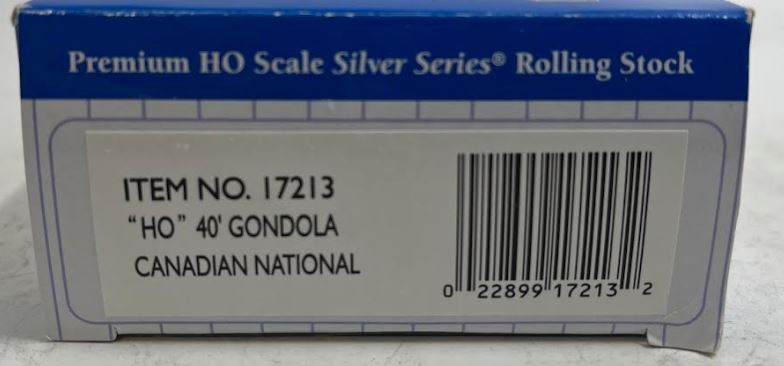 Premium HO Scale Silver Series® Rolling Stock
ITEM NO. 17213
"HO" 40' GONDOLA
CANADIAN NATIONAL
0 22899 17213 2